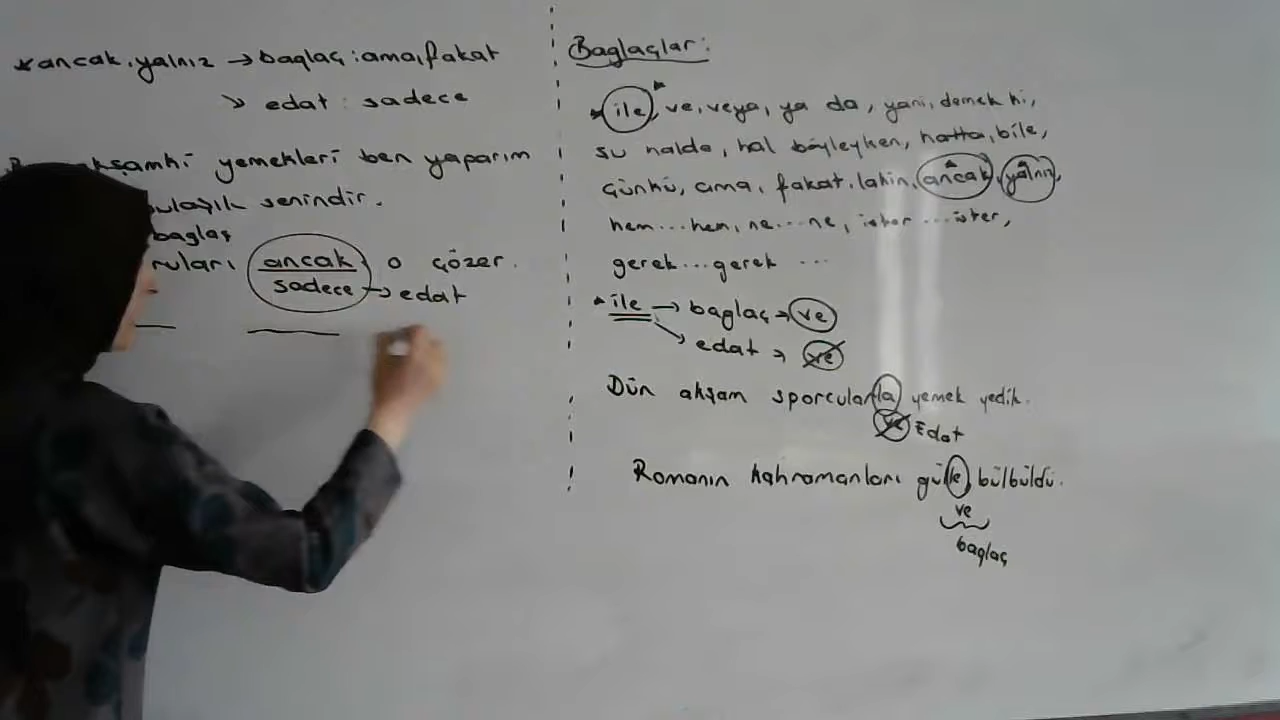 *ancak, yalnız → bağlaç: ama, fakat
↘ edat: sadece
akşamki yemekleri ben yaparım
bulaşık senindir.
bağlaç
ancak o çözer.
sadece → edat
Bağlaçlar:
* ile, ve, veya, ya da, yani, demek ki,
şu halde, hal böyleyken, hatta, bile,
çünkü, ama, fakat, lakin, ancak, yalnız,
hem...hem, ne...ne, ister...ister,
gerek...gerek ...
* ile → bağlaç → ve
↘ edat → ve
Dün akşam sporcularla yemek yedik.
ve Edat
Romanın kahramanları gülle bülbüldü.
ve
bağlaç